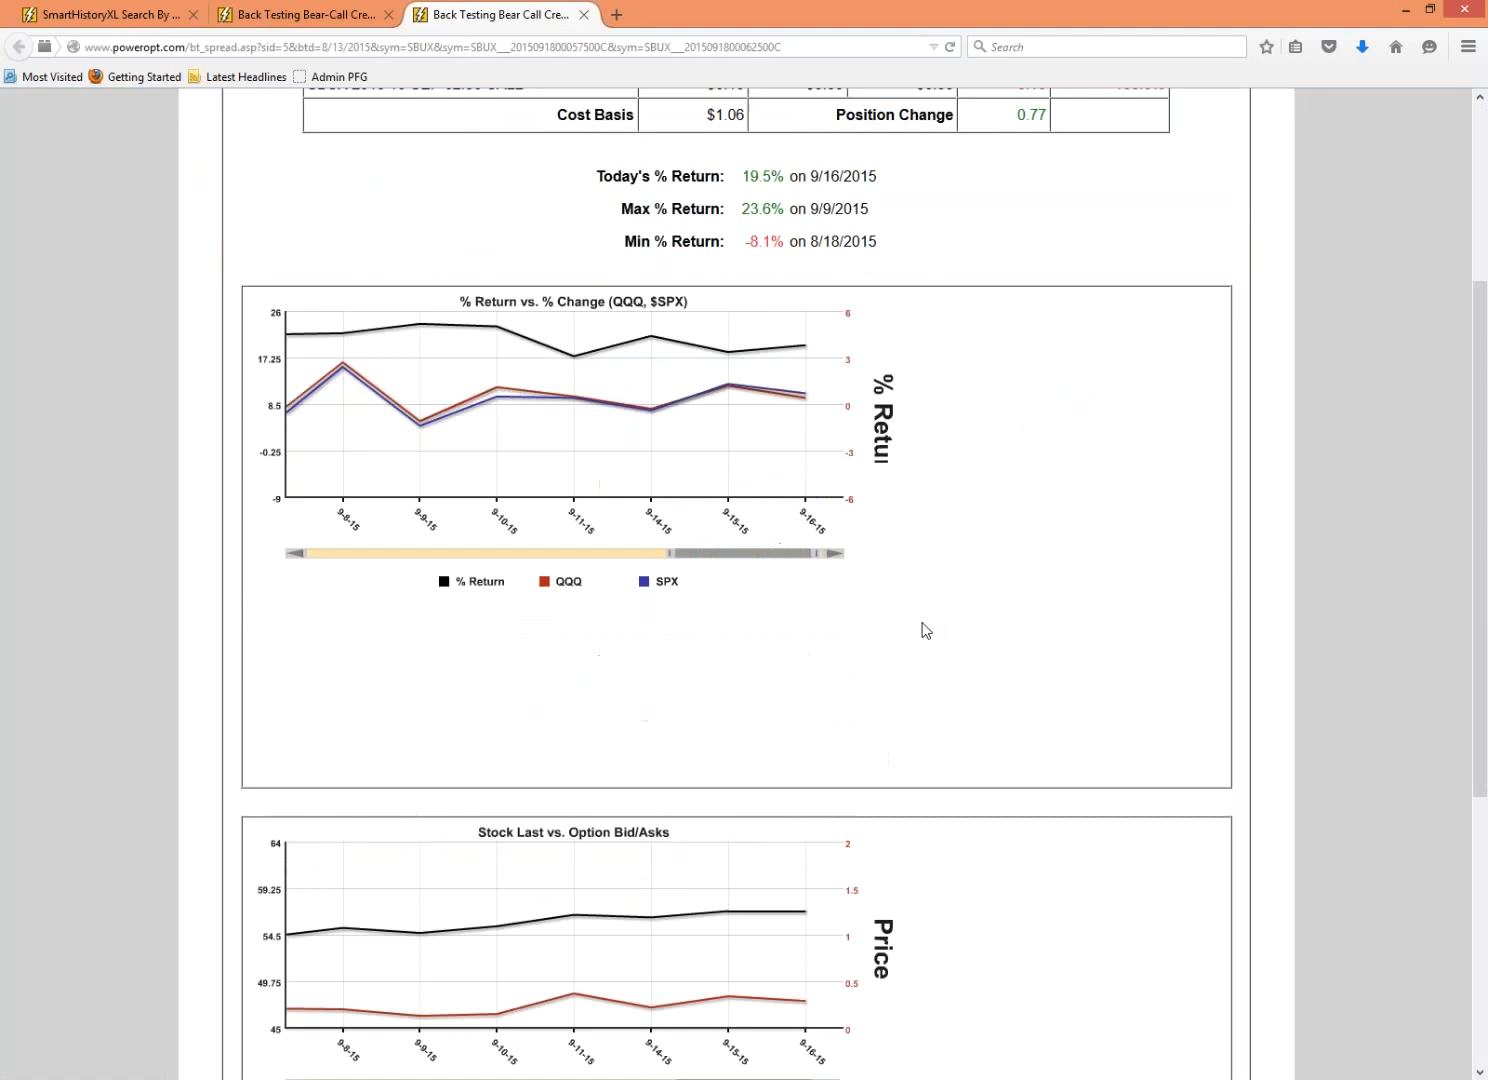 SmartHistoryXL Search By ...
Back Testing Bear-Call Cre...
Back Testing Bear Call Cre...
www.poweropt.com/bt_spread.asp?sid=5&btd=8/13/2015&sym=SBUX&sym=SBUX__2015091800057500C&sym=SBUX__2015091800062500C
Search
Most Visited Getting Started Latest Headlines Admin PFG
Cost Basis $1.06 Position Change 0.77
Today's % Return: 19.5% on 9/16/2015
Max % Return: 23.6% on 9/9/2015
Min % Return: -8.1% on 8/18/2015
% Return vs. % Change (QQQ, $SPX)
26 6
17.25 3
8.5 0
-0.25 -3
-9 -6
% Retu
9-8-15 9-9-15 9-10-15 9-11-15 9-14-15 9-15-15 9-16-15
% Return QQQ SPX
Stock Last vs. Option Bid/Asks
64 2
59.25 1.5
54.5 1
49.75 0.5
45 0
Price
9-8-15 9-9-15 9-10-15 9-11-15 9-14-15 9-15-15 9-16-15